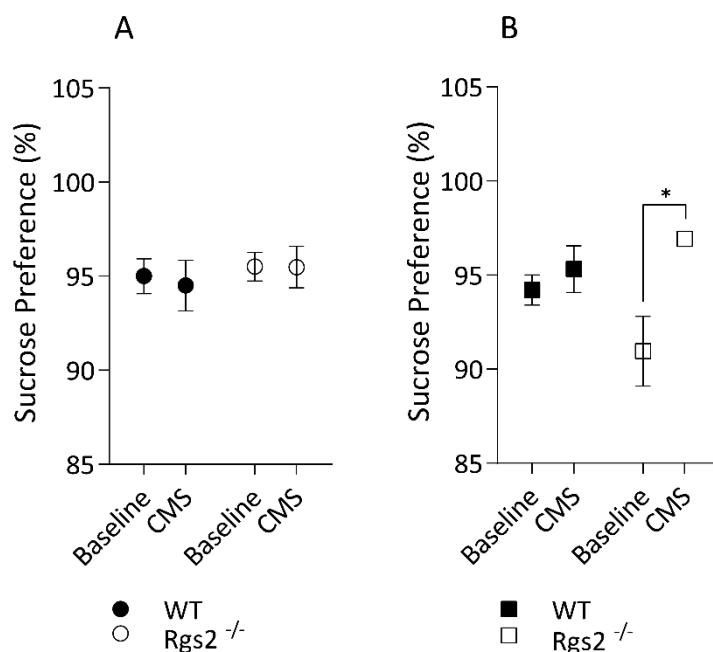 A
Sucrose Preference (%)
105
100
95
90
85
Baseline
CMS
Baseline
CMS
● WT
○ Rgs2 -/-
B
Sucrose Preference (%)
105
100
95
90
85
*
Baseline
CMS
Baseline
CMS
■ WT
□ Rgs2 -/-